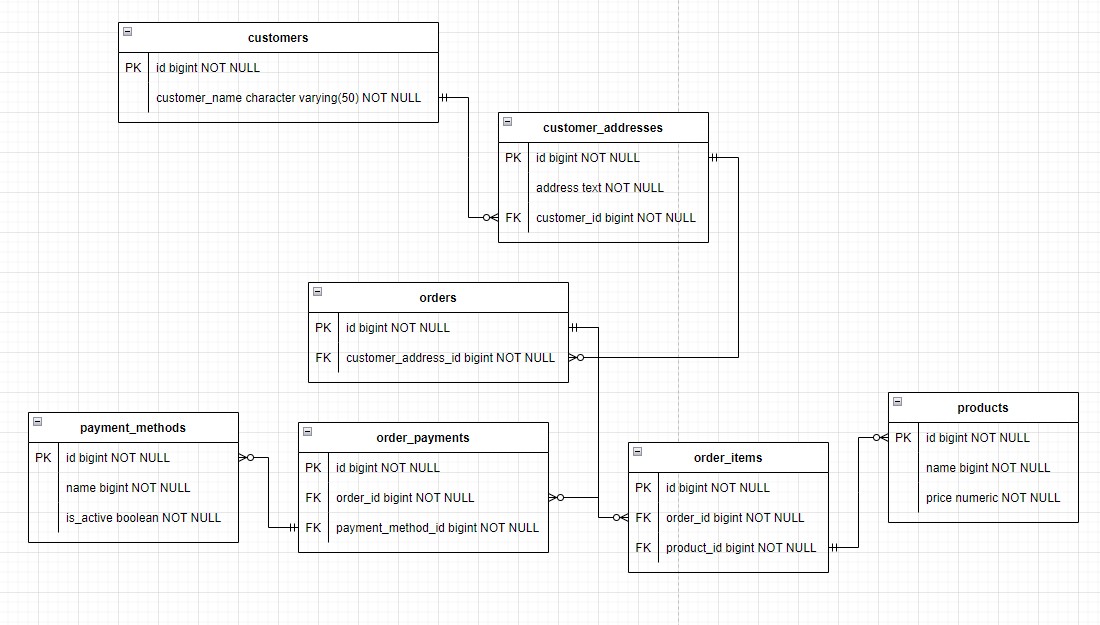 customers
PK id bigint NOT NULL
customer_name character varying(50) NOT NULL
customer_addresses
PK id bigint NOT NULL
address text NOT NULL
FK customer_id bigint NOT NULL
orders
PK id bigint NOT NULL
FK customer_address_id bigint NOT NULL
payment_methods
PK id bigint NOT NULL
name bigint NOT NULL
is_active boolean NOT NULL
order_payments
PK id bigint NOT NULL
FK order_id bigint NOT NULL
FK payment_method_id bigint NOT NULL
order_items
PK id bigint NOT NULL
FK order_id bigint NOT NULL
FK product_id bigint NOT NULL
products
PK id bigint NOT NULL
name bigint NOT NULL
price numeric NOT NULL